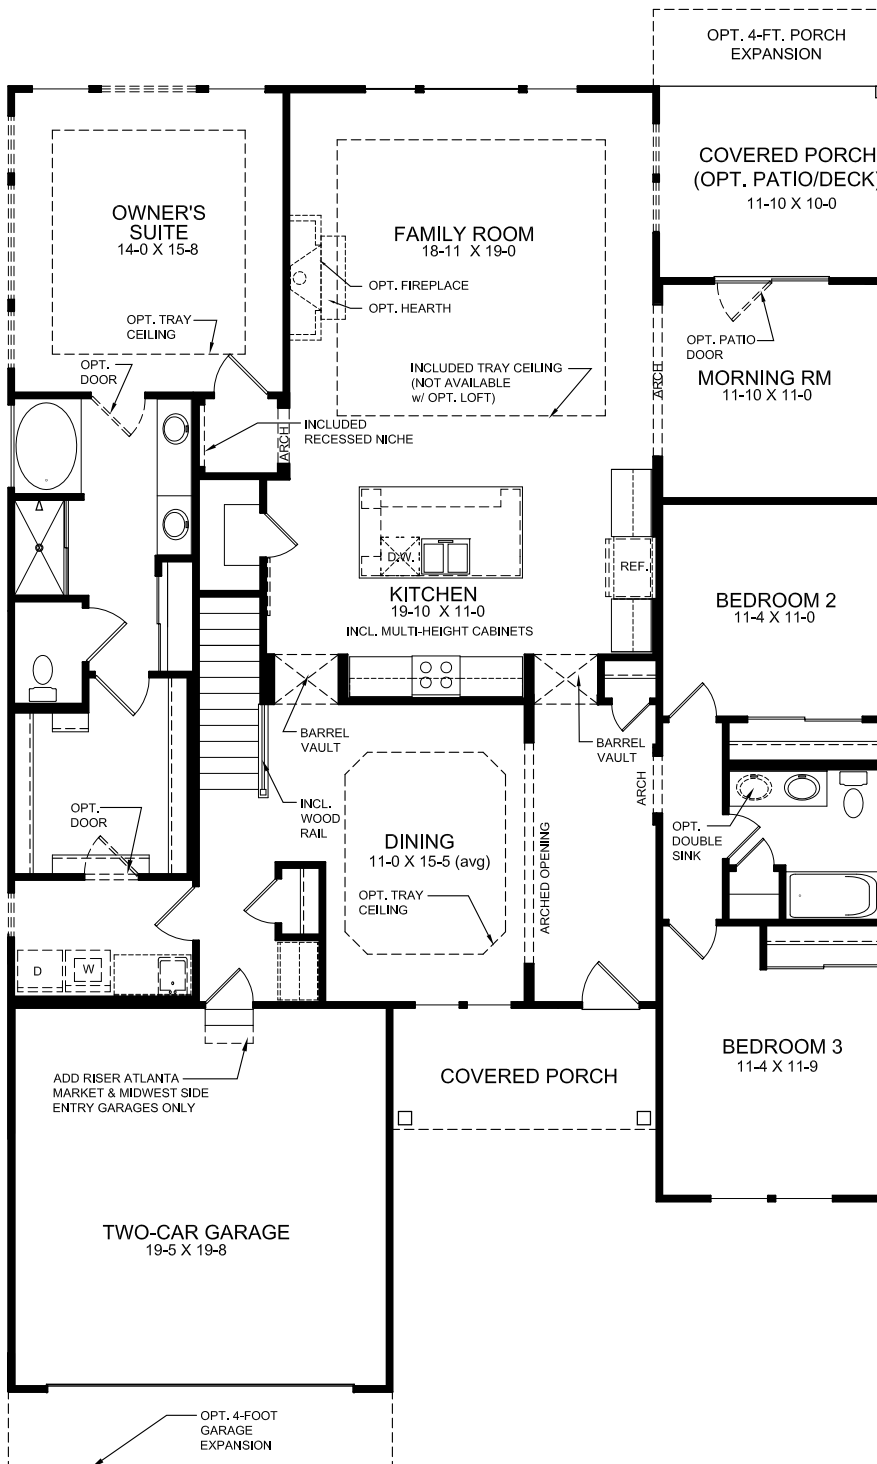 OPT. 4-FT. PORCH
EXPANSION
COVERED PORCH
(OPT. PATIO/DECK)
11-10 X 10-0
OWNER'S
SUITE
14-0 X 15-8
FAMILY ROOM
18-11 X 19-0
OPT. FIREPLACE
OPT. HEARTH
OPT. TRAY
CEILING
OPT.
DOOR
INCLUDED TRAY CEILING
(NOT AVAILABLE
w/ OPT. LOFT)
ARCH
OPT. PATIO
DOOR
MORNING RM
11-10 X 11-0
INCLUDED
RECESSED NICHE
ARCH
D.W.
REF.
KITCHEN
19-10 X 11-0
INCL. MULTI-HEIGHT CABINETS
BEDROOM 2
11-4 X 11-0
BARREL
VAULT
BARREL
VAULT
ARCH
OPT.
DOOR
INCL.
WOOD
RAIL
DINING
11-0 X 15-5 (avg)
OPT. TRAY
CEILING
ARCHED OPENING
OPT.
DOUBLE
SINK
D
W
ADD RISER ATLANTA
MARKET & MIDWEST SIDE
ENTRY GARAGES ONLY
COVERED PORCH
BEDROOM 3
11-4 X 11-9
TWO-CAR GARAGE
19-5 X 19-8
OPT. 4-FOOT
GARAGE
EXPANSION